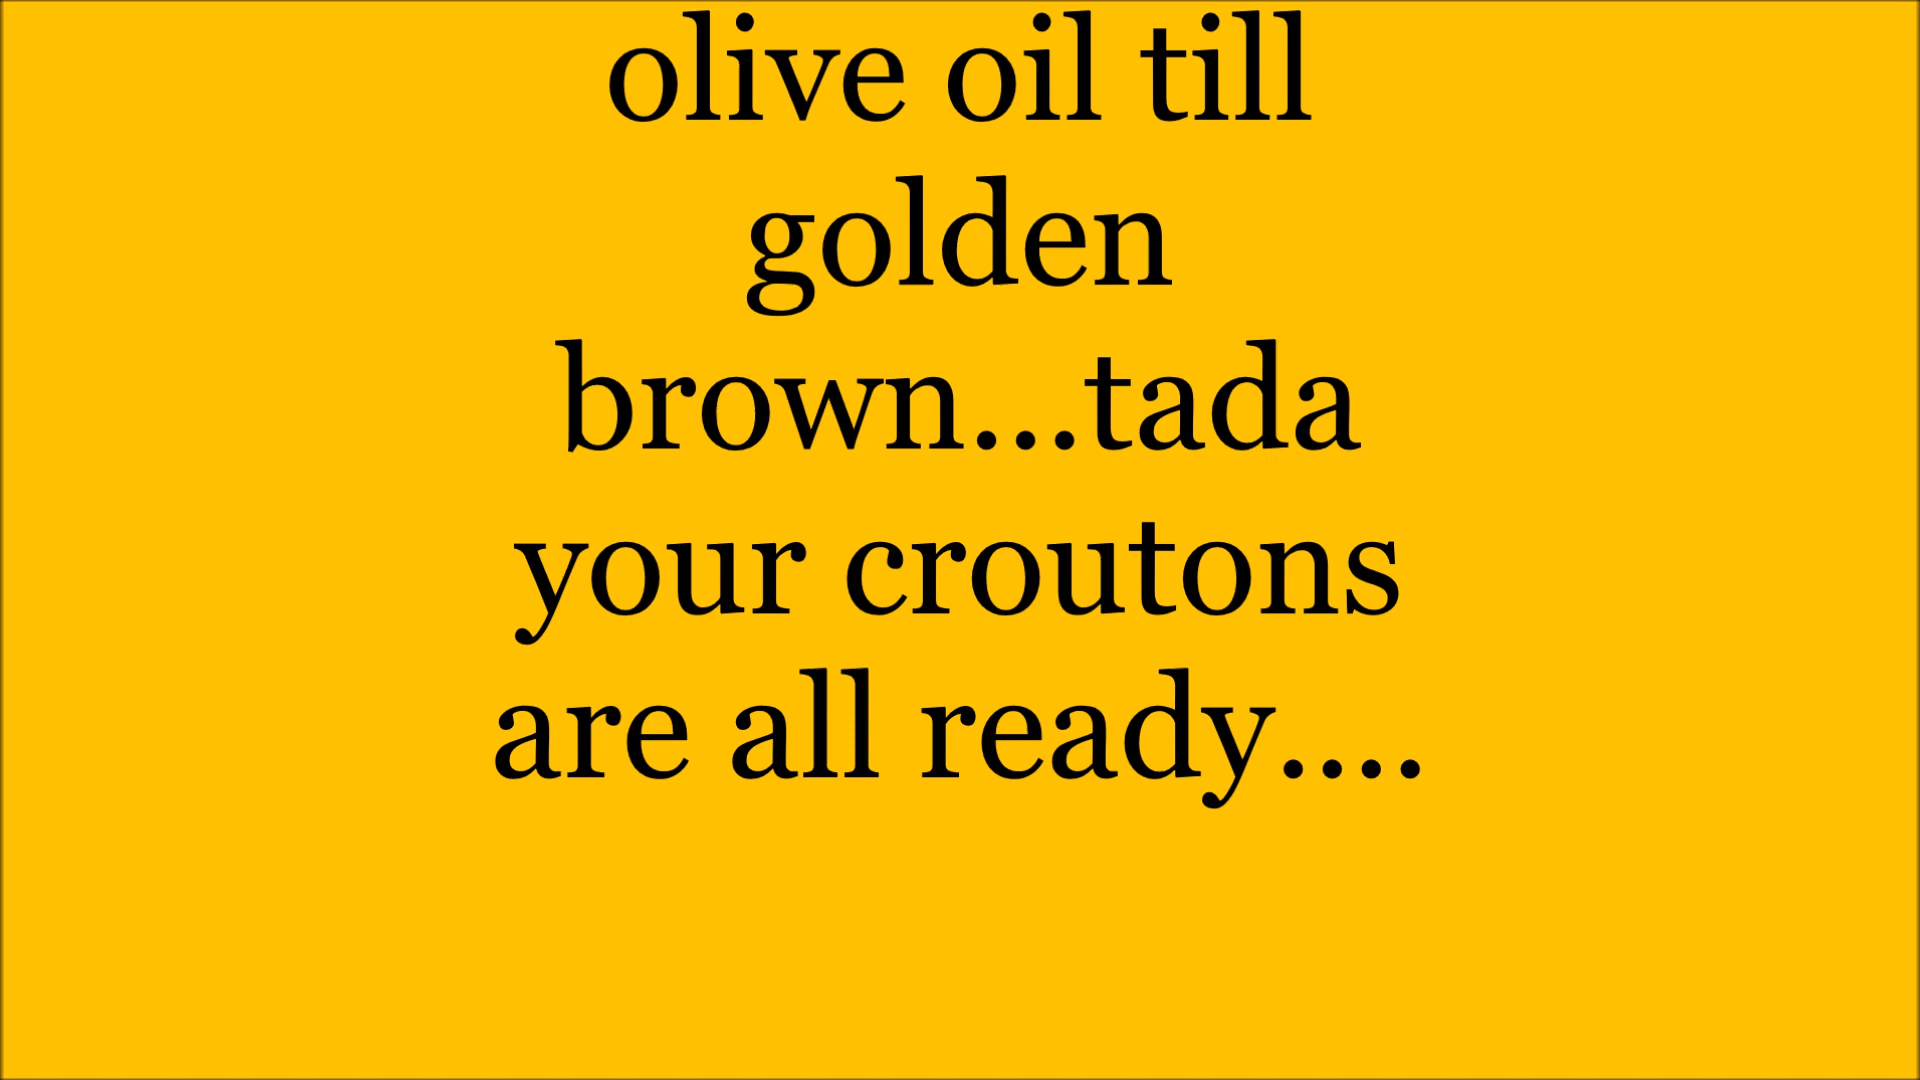 olive oil till
golden
brown...tada
your croutons
are all ready....